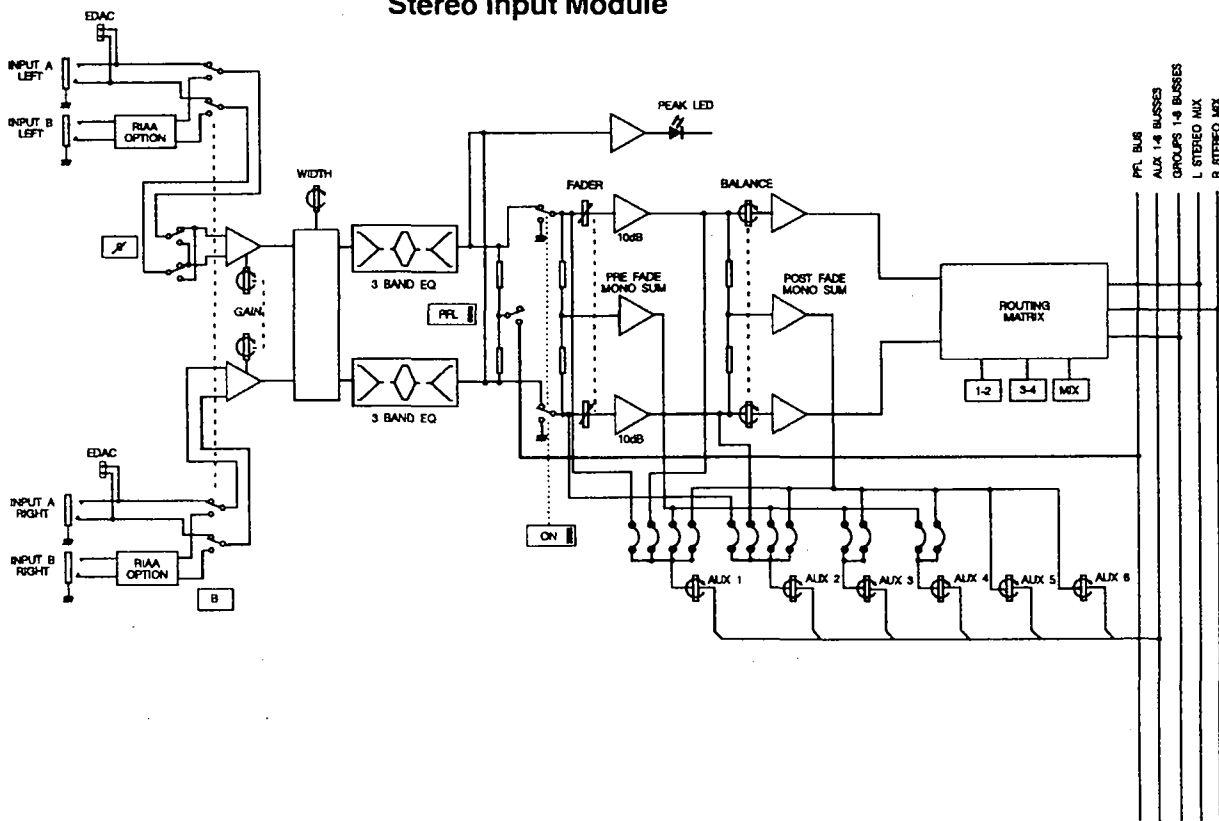 Stereo Input Module
EDAC
INPUT A
LEFT
INPUT B
LEFT
RIAA
OPTION
PEAK LED
WIDTH
FADER
BALANCE
PFL BUS
AUX 1-6 BUSSES
GROUPS 1-8 BUSSES
L STEREO MIX
R STEREO MIX
ø
10dB
3 BAND EQ
GAIN
PFL
PRE FADE
MONO SUM
POST FADE
MONO SUM
ROUTING
MATRIX
1-2
3-4
MIX
3 BAND EQ
10dB
EDAC
INPUT A
RIGHT
INPUT B
RIGHT
RIAA
OPTION
B
ON
AUX 1
AUX 2
AUX 3
AUX 4
AUX 5
AUX 6